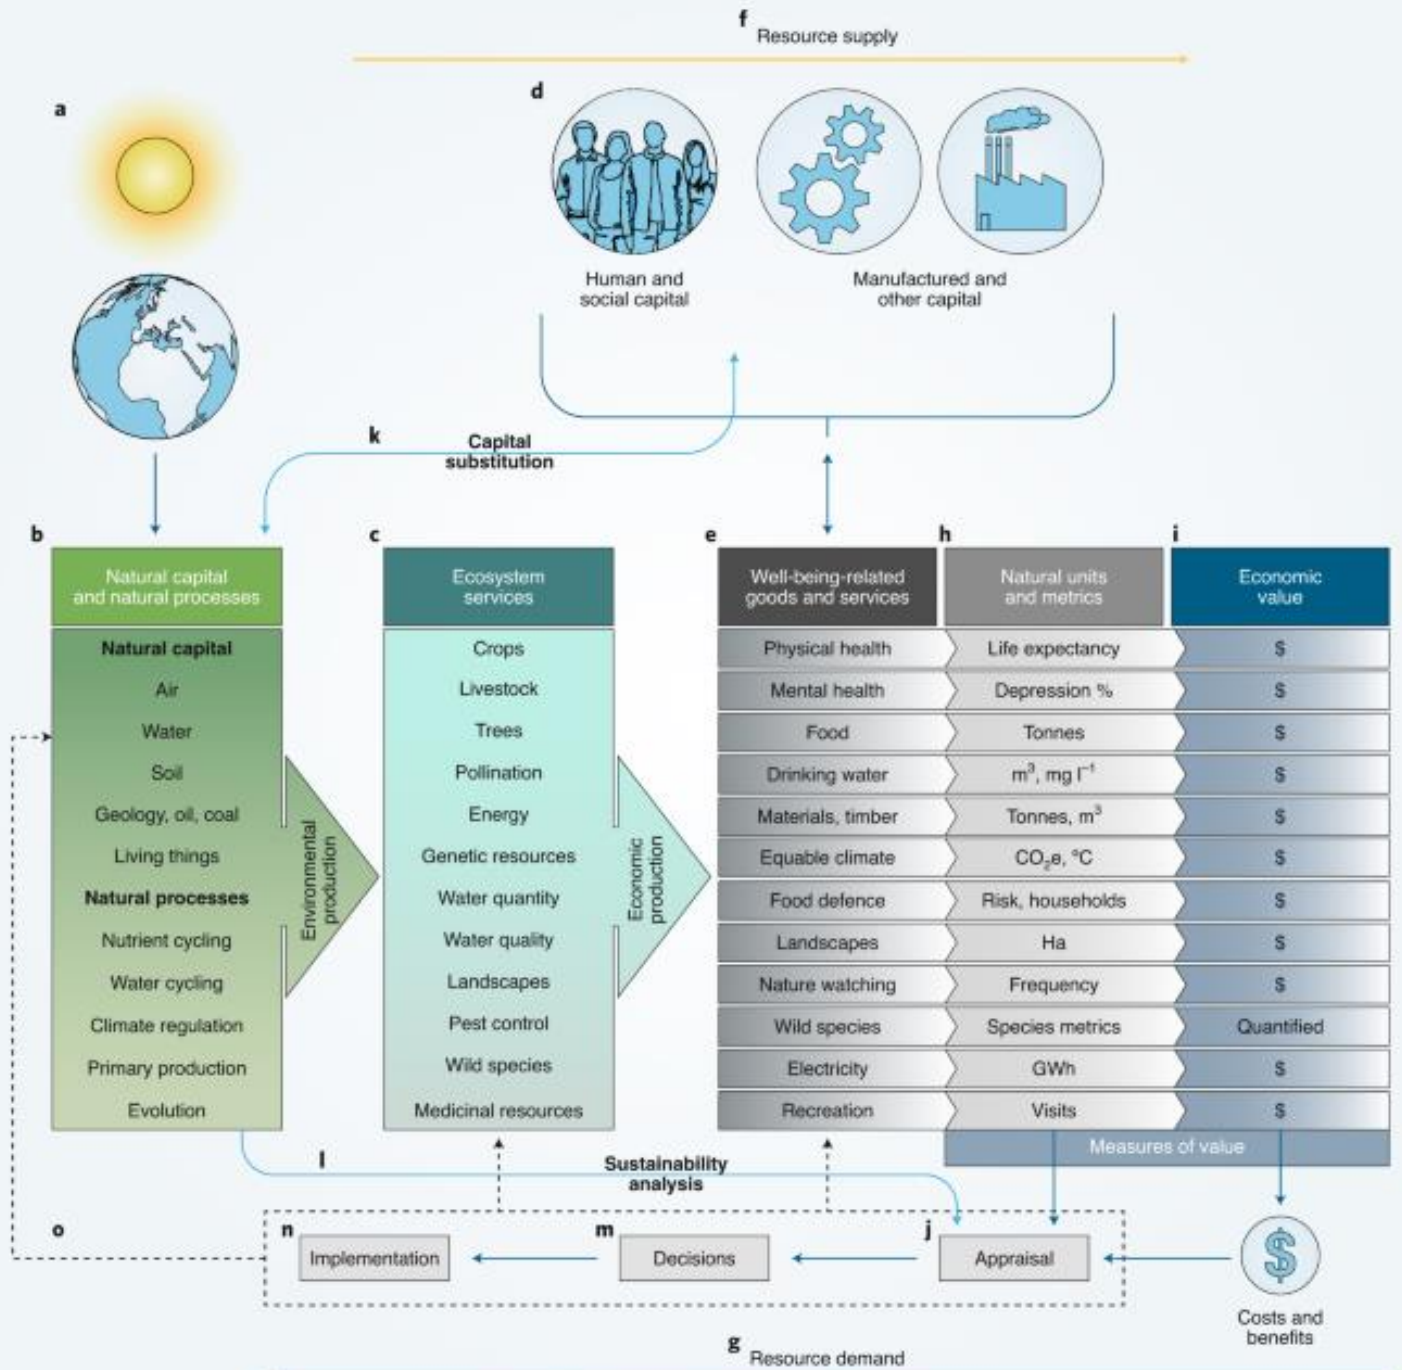 f
Resource supply
a
d
Human and
social capital
Manufactured and
other capital
k
Capital
substitution
b
Natural capital
and natural processes
Natural capital
Air
Water
Soil
Geology, oil, coal
Living things
Natural processes
Nutrient cycling
Water cycling
Climate regulation
Primary production
Evolution
Environmental
production
c
Ecosystem
services
Crops
Livestock
Trees
Pollination
Energy
Genetic resources
Water quantity
Water quality
Landscapes
Pest control
Wild species
Medicinal resources
Economic
production
e
Well-being-related
goods and services
Physical health
Mental health
Food
Drinking water
Materials, timber
Equable climate
Food defence
Landscapes
Nature watching
Wild species
Electricity
Recreation
h
Natural units
and metrics
Life expectancy
Depression %
Tonnes
m³, mg l⁻¹
Tonnes, m³
CO₂e, ºC
Risk, households
Ha
Frequency
Species metrics
GWh
Visits
i
Economic
value
$
$
$
$
$
$
$
$
$
Quantified
$
$
Measures of value
l
Sustainability
analysis
o
n
Implementation
m
Decisions
j
Appraisal
$
Costs and
benefits
g
Resource demand